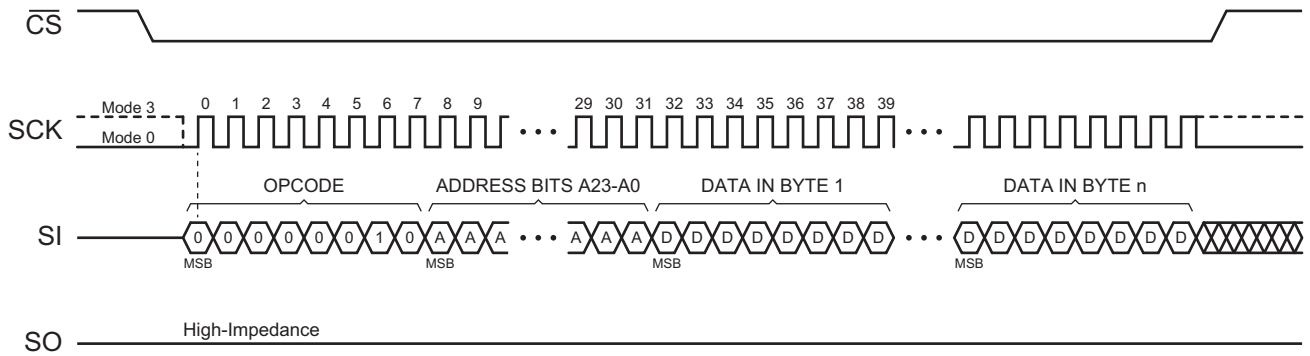 CS
SCK
Mode 3
Mode 0
0 1 2 3 4 5 6 7 8 9 29 30 31 32 33 34 35 36 37 38 39
OPCODE ADDRESS BITS A23-A0 DATA IN BYTE 1 DATA IN BYTE n
SI 0 0 0 0 0 0 1 0 A A A A A A D D D D D D D D D D D D D D D D
MSB MSB MSB MSB
High-Impedance
SO